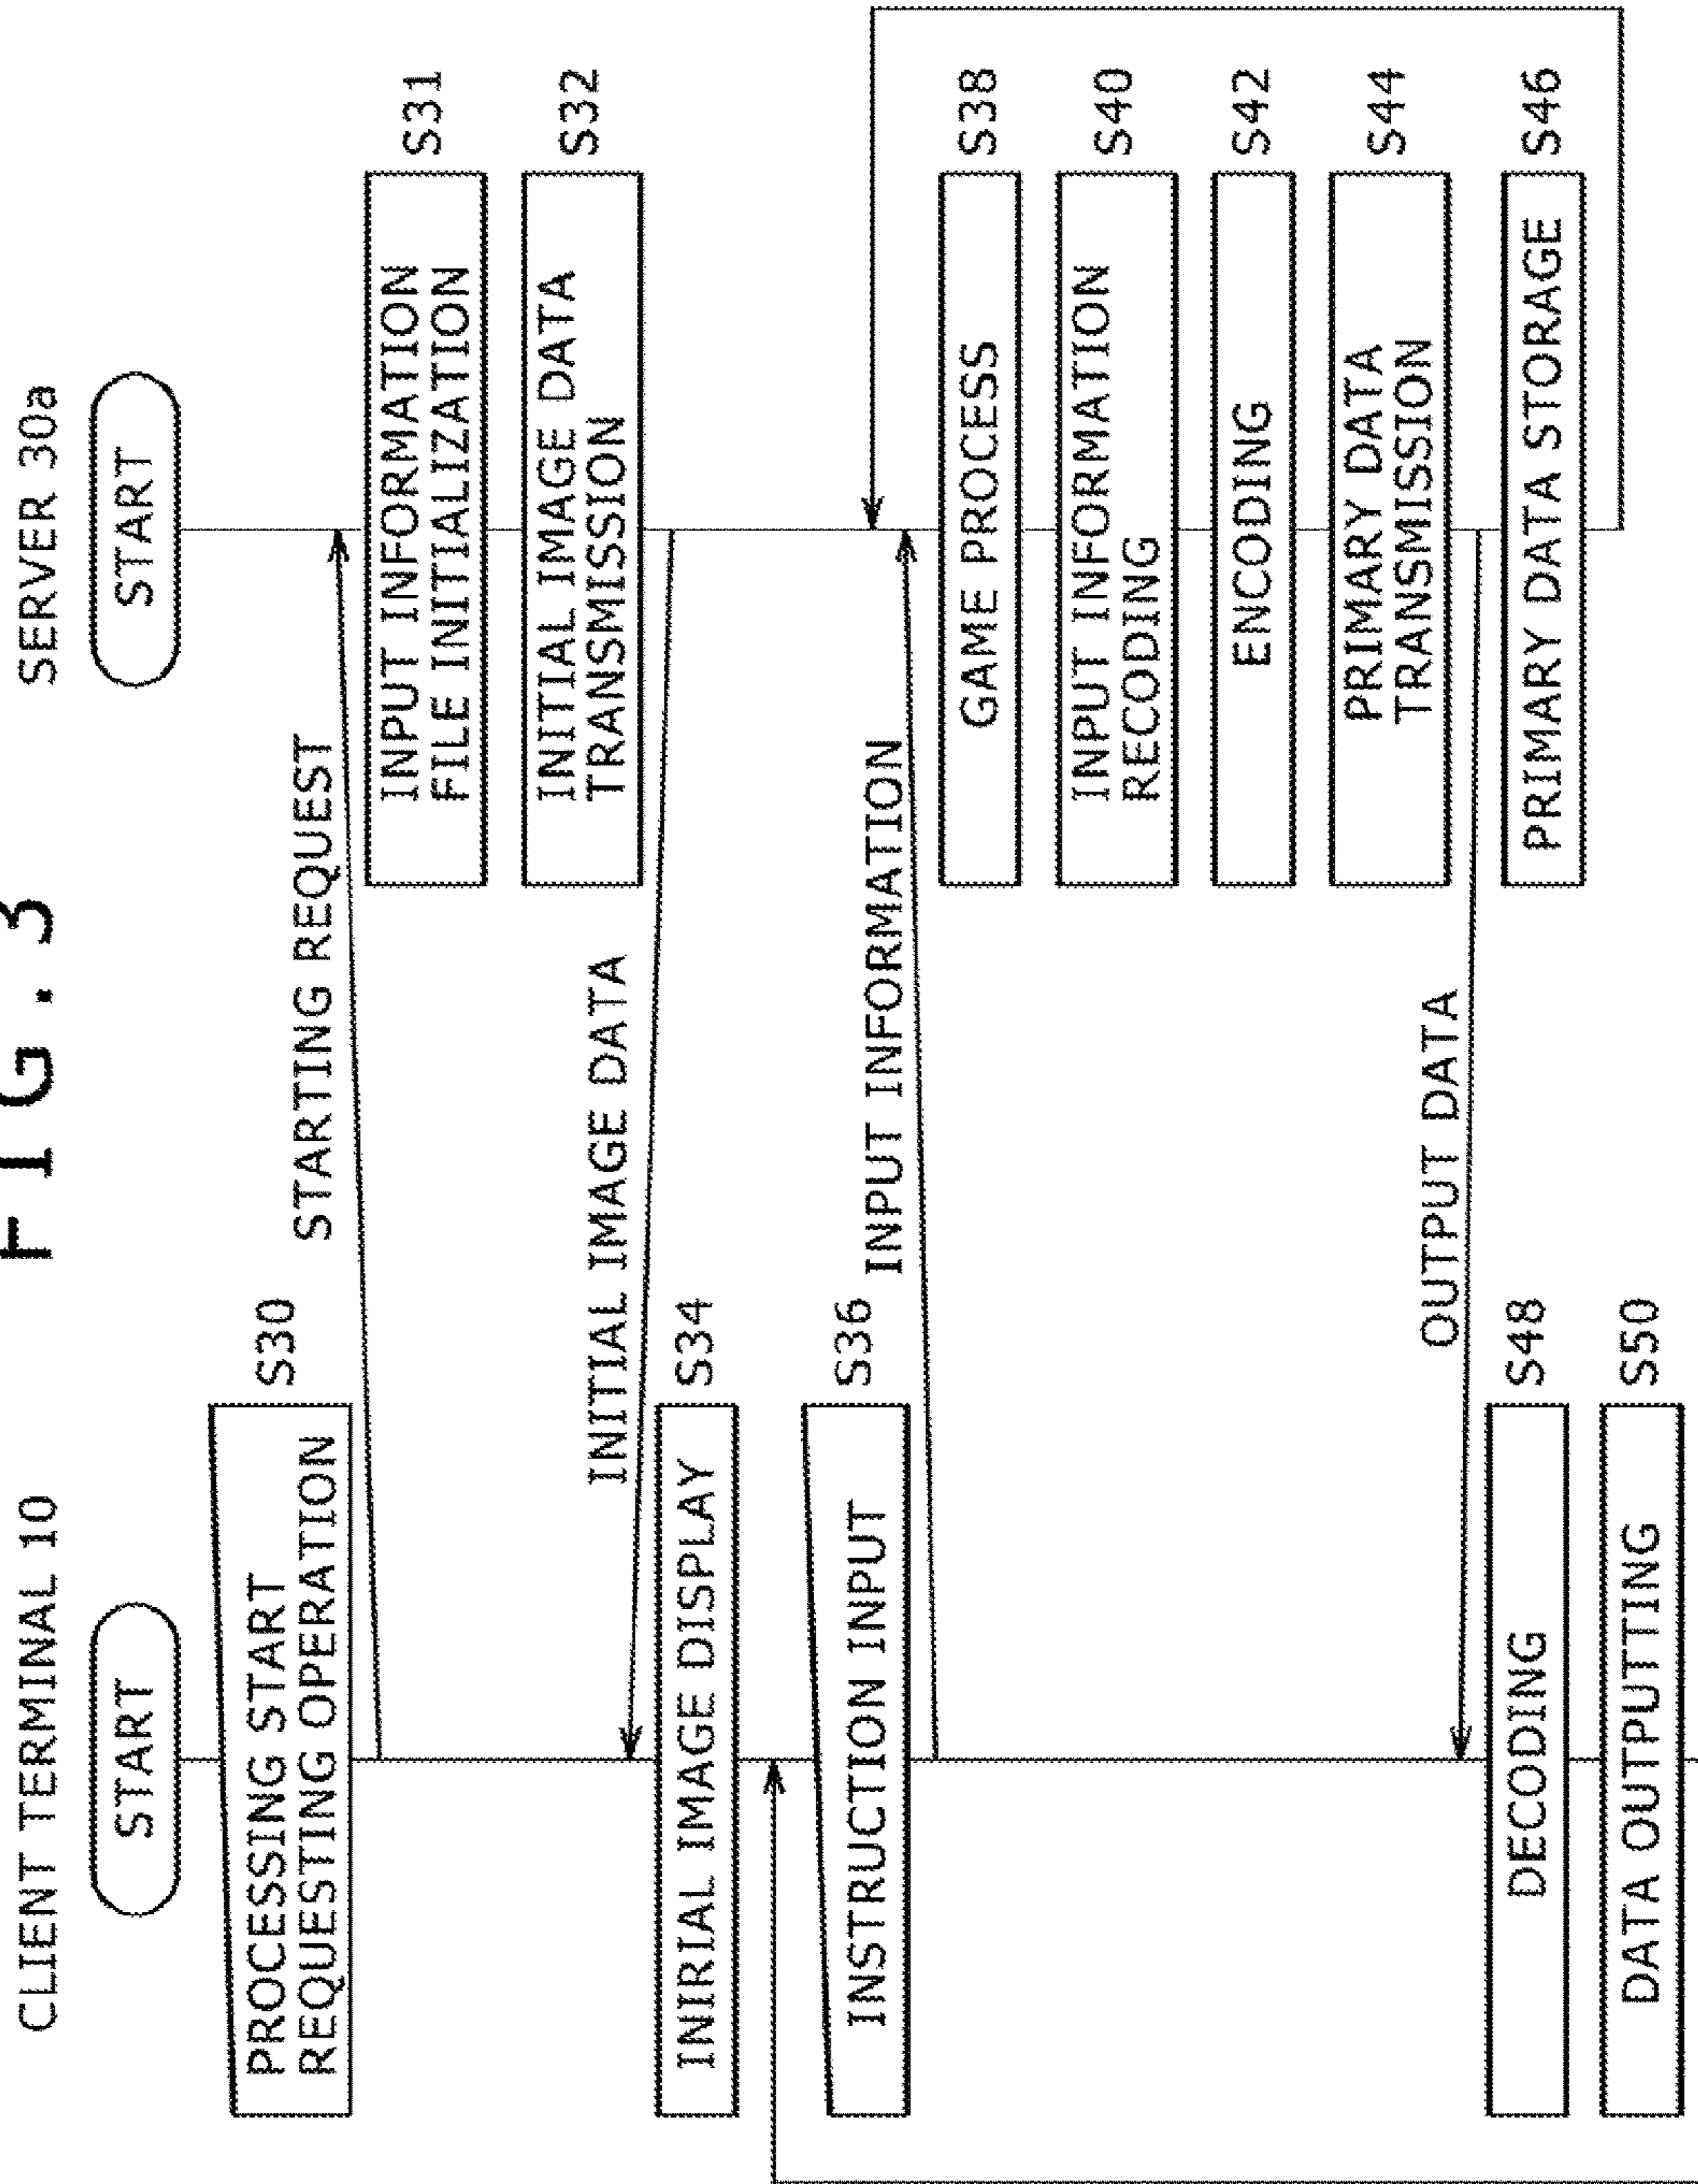 FIG.3
CLIENT TERMINAL 10
SERVER 30a
START
START
PROCESSING START
REQUESTING OPERATION
S30
STARTING REQUEST
INPUT INFORMATION
FILE INITIALIZATION
S31
INITIAL IMAGE DATA
TRANSMISSION
S32
INITIAL IMAGE DATA
INIRIAL IMAGE DISPLAY
S34
INSTRUCTION INPUT
S36
INPUT INFORMATION
GAME PROCESS
S38
INPUT INFORMATION
RECODING
S40
ENCODING
S42
PRIMARY DATA
TRANSMISSION
S44
OUTPUT DATA
PRIMARY DATA STORAGE
S46
DECODING
S48
DATA OUTPUTTING
S50